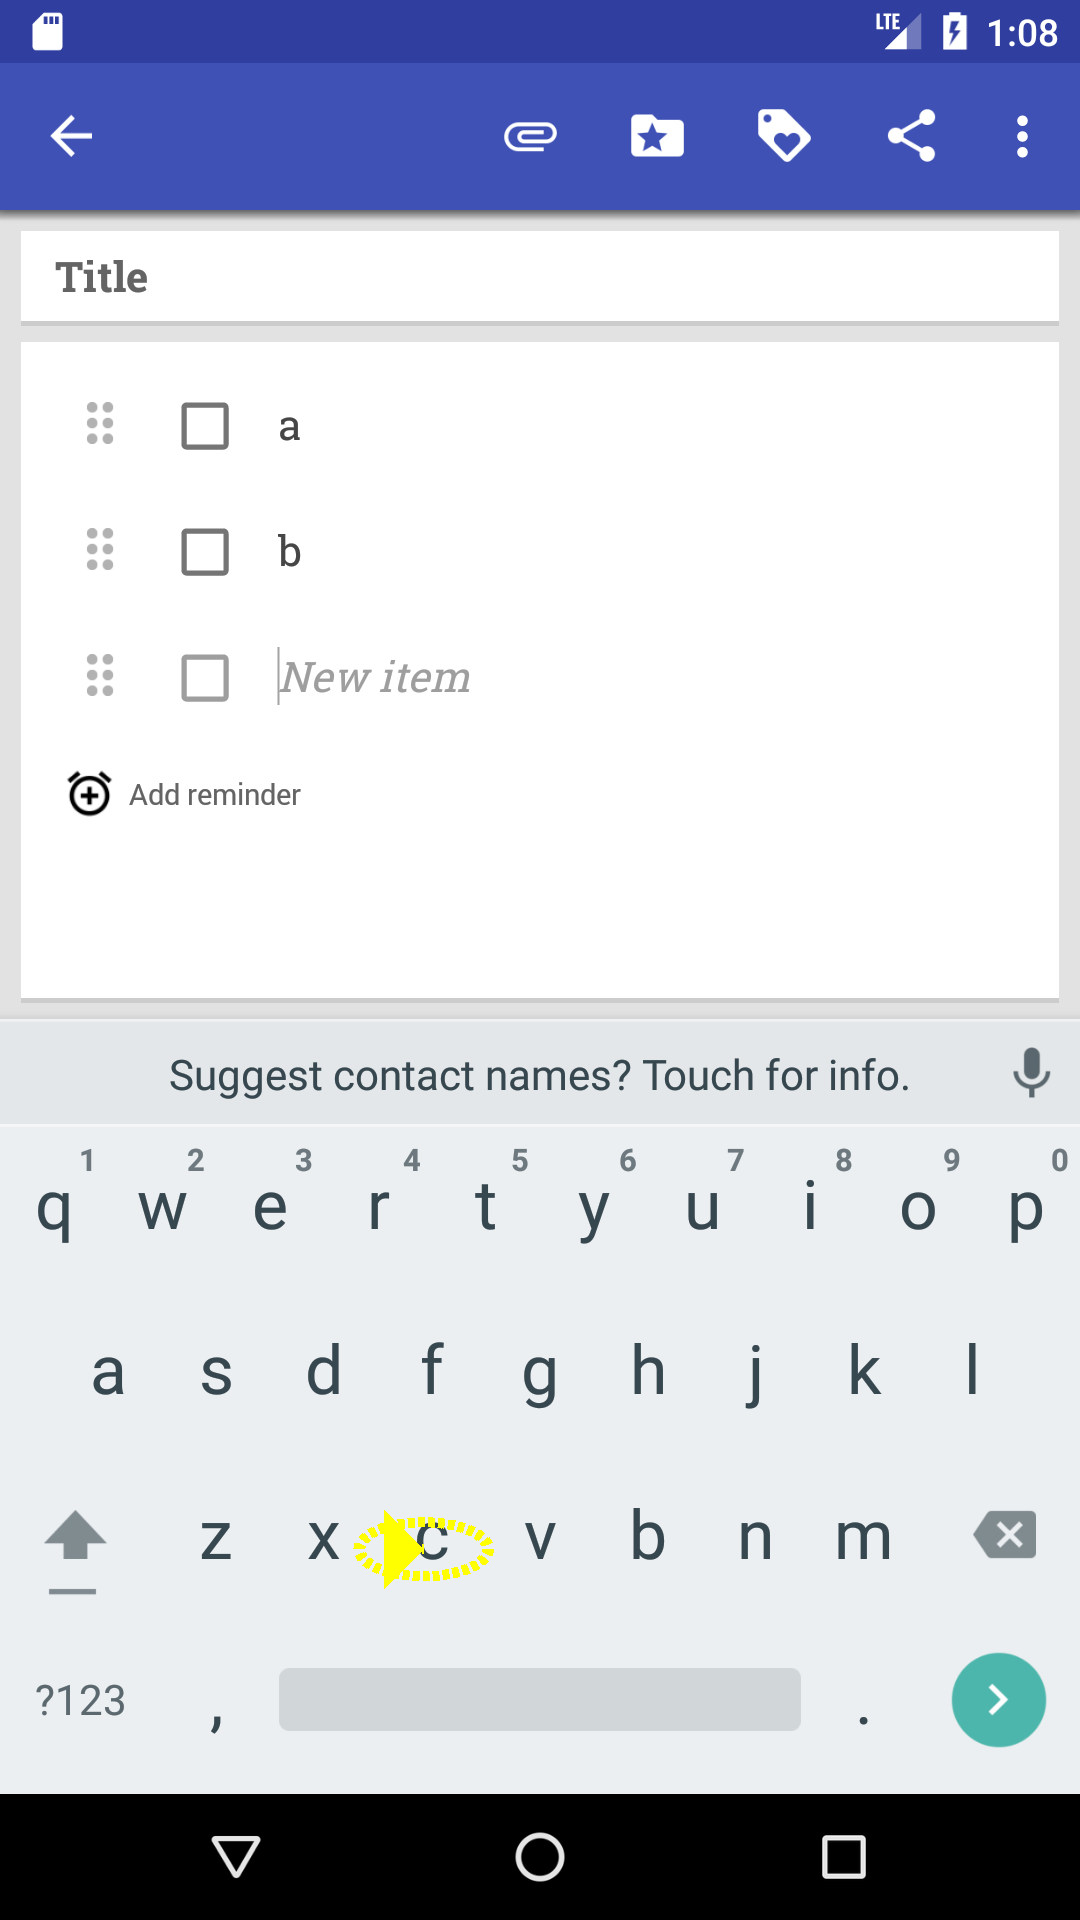 LTE 1:08
Title
a
b
New item
Add reminder
Suggest contact names? Touch for info.
1 2 3 4 5 6 7 8 9 0
q w e r t y u i o p
a s d f g h j k l
z x c v b n m
?123 , .